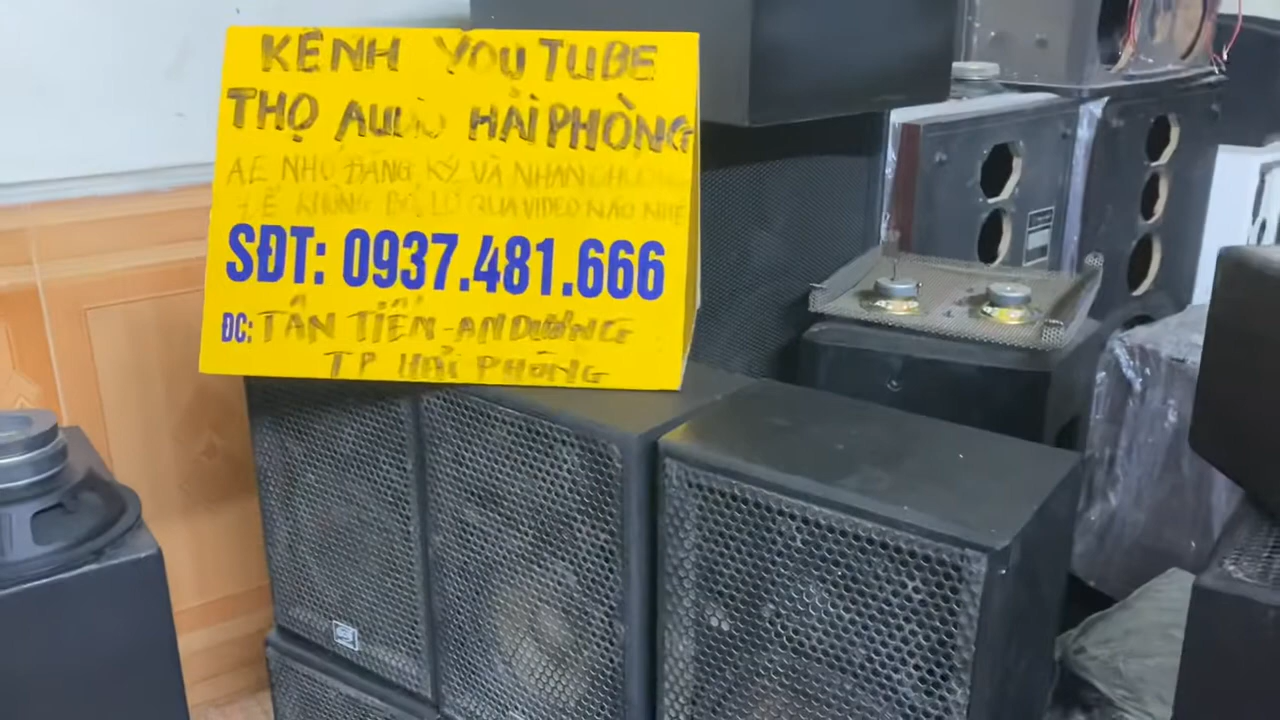 KÊNH YOUTUBE
THỢ AUDIO HẢI PHÒNG
AE NHỚ ĐĂNG KÝ VÀ NHẤN CHUÔNG
ĐỂ KHÔNG BỎ LỠ QUA VIDEO NÀO NHÉ
SĐT: 0937.481.666
ĐC: TÂN TIẾN - AN DƯƠNG
TP HẢI PHÒNG